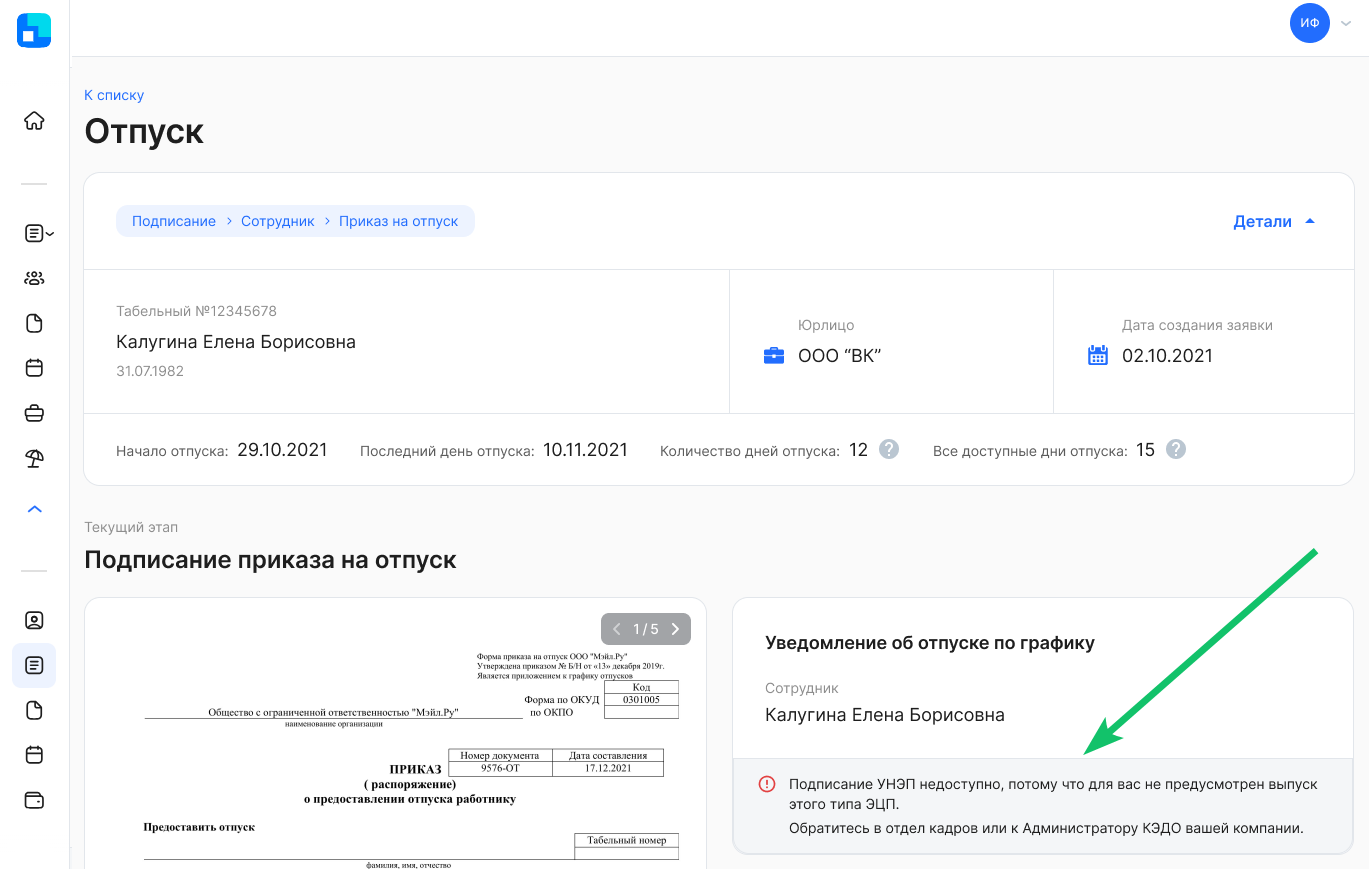 ИФ
К списку
Отпуск
Подписание > Сотрудник > Приказ на отпуск
Детали
Табельный №12345678
Калугина Елена Борисовна
31.07.1982
Юрлицо
ООО “ВК”
Дата создания заявки
02.10.2021
Начало отпуска: 29.10.2021 Последний день отпуска: 10.11.2021 Количество дней отпуска: 12 ? Все доступные дни отпуска: 15 ?
Текущий этап
Подписание приказа на отпуск
1 / 5
Форма приказа на отпуск ООО "Мэйл.Ру"
Утверждена приказом № Б/Н от «13» декабря 2019г.
Является приложением к графику отпусков
Код
Форма по ОКУД 0301005
Общество с ограниченной ответственностью "Мэйл.Ру" по ОКПО
наименование организации
Номер документа Дата составления
ПРИКАЗ 9576-ОТ 17.12.2021
( распоряжение)
о предоставлении отпуска работнику
Предоставить отпуск
Табельный номер
фамилия, имя, отчество
Уведомление об отпуске по графику
Сотрудник
Калугина Елена Борисовна
Подписание УНЭП недоступно, потому что для вас не предусмотрен выпуск
этого типа ЭЦП.
Обратитесь в отдел кадров или к Администратору КЭДО вашей компании.